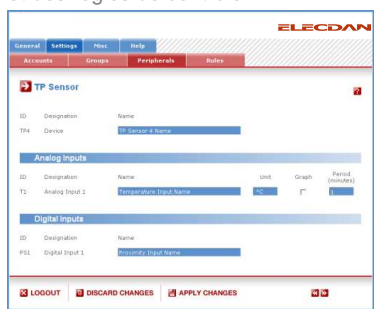 ELECDAN
General Settings Misc Help
Accounts Groups Peripherals Rules
TP Sensor
ID Designation Name
TP4 Device TP Sensor 4 Name
Analog Inputs
ID Designation Name Unit Graph Period (minutes)
T1 Analog Input 1 Temperature Input Name °C 1
Digital Inputs
ID Designation Name
PS1 Digital Input 1 Proximity Input Name
LOGOUT DISCARD CHANGES APPLY CHANGES